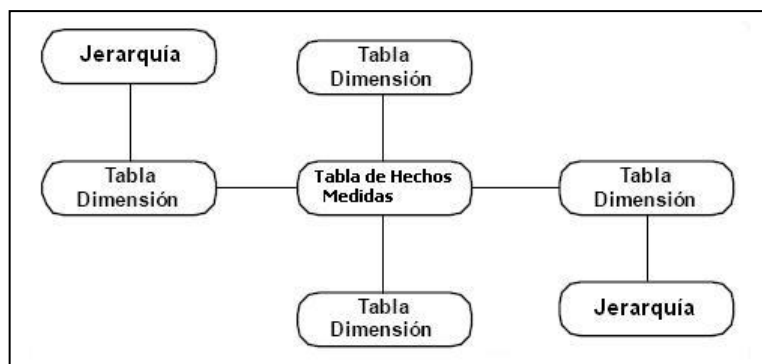 Jerarquía
Tabla
Dimensión
Tabla
Dimensión
Tabla de Hechos
Medidas
Tabla
Dimensión
Tabla
Dimensión
Jerarquía